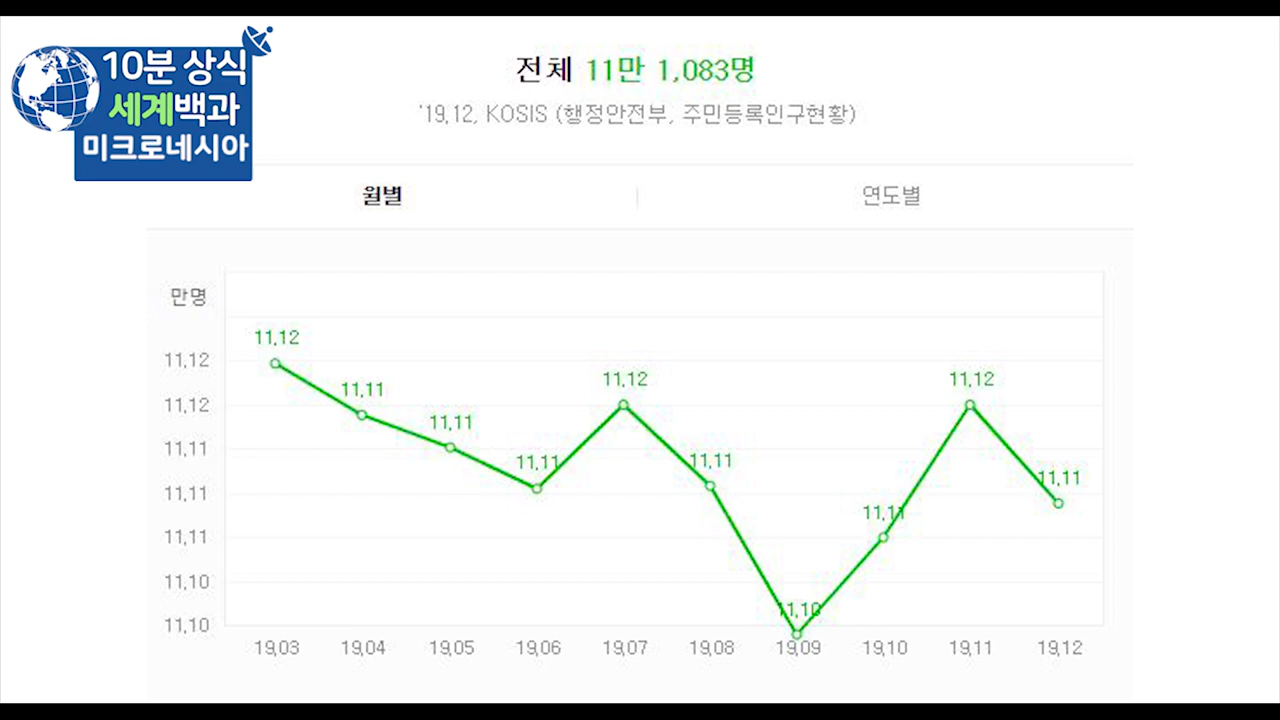 10분 상식
세계백과
미크로네시아
전체 11만 1,083명
'19.12, KOSIS (행정안전부, 주민등록인구현황)
월별
연도별
만명
11.12
11.12
11.11
11.11
11.11
11.10
11.10
11.12
11.11
11.11
11.11
11.12
11.11
11.10
11.11
11.12
11.11
19.03 19.04 19.05 19.06 19.07 19.08 19.09 19.10 19.11 19.12